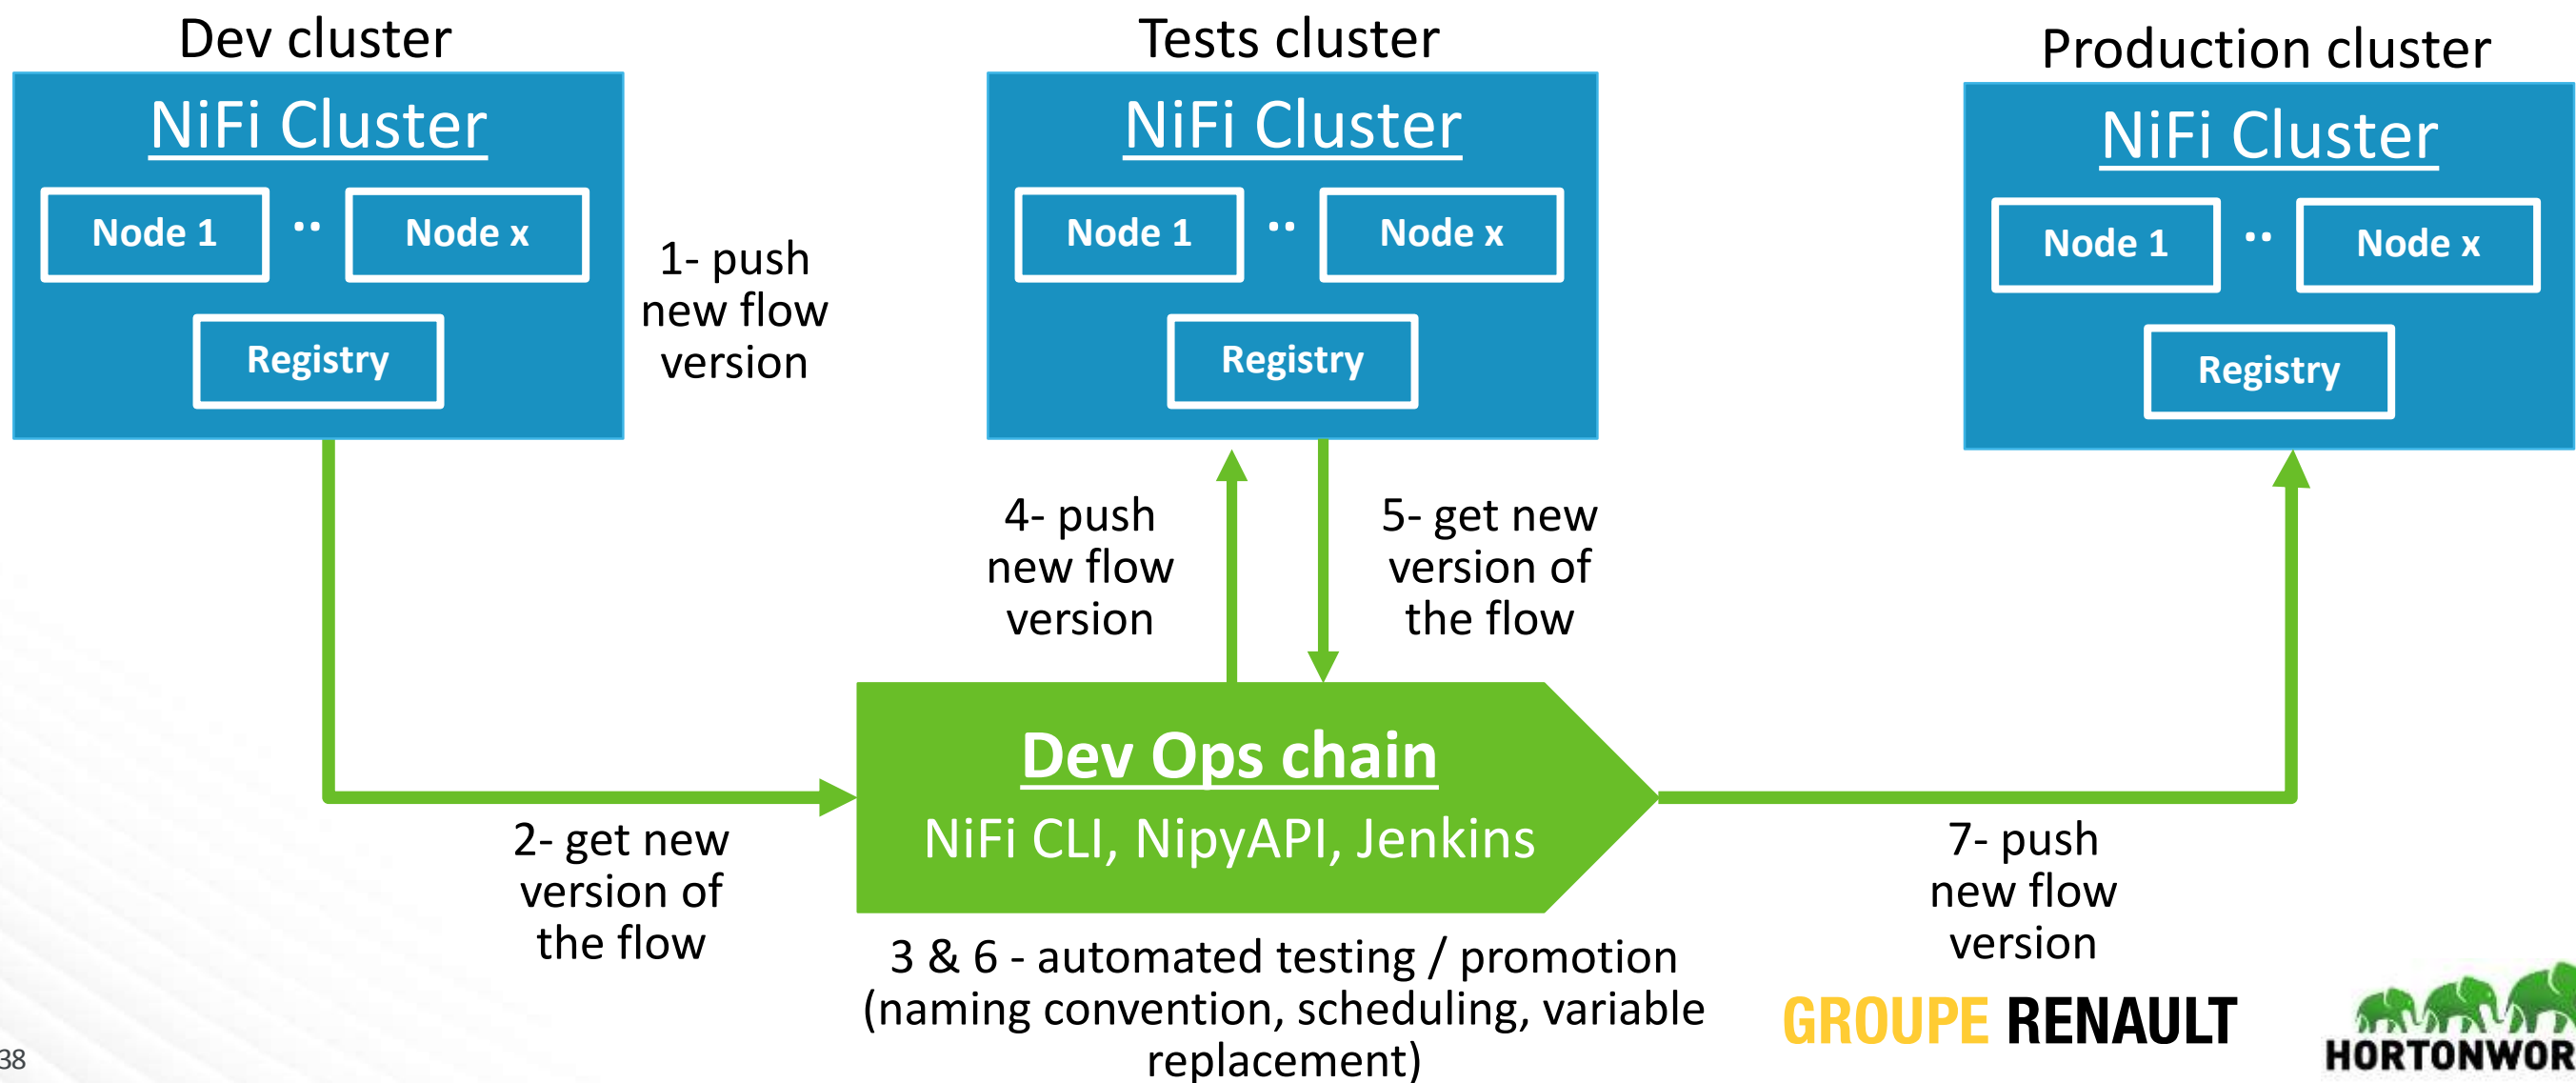 Dev cluster
NiFi Cluster
Node 1
..
Node x
Registry
1- push
new flow
version
Tests cluster
NiFi Cluster
Node 1
..
Node x
Registry
Production cluster
NiFi Cluster
Node 1
..
Node x
Registry
4- push
new flow
version
5- get new
version of
the flow
2- get new
version of
the flow
Dev Ops chain
NiFi CLI, NipyAPI, Jenkins
3 & 6 - automated testing / promotion
(naming convention, scheduling, variable
replacement)
7- push
new flow
version
GROUPE RENAULT
HORTONWOR
38